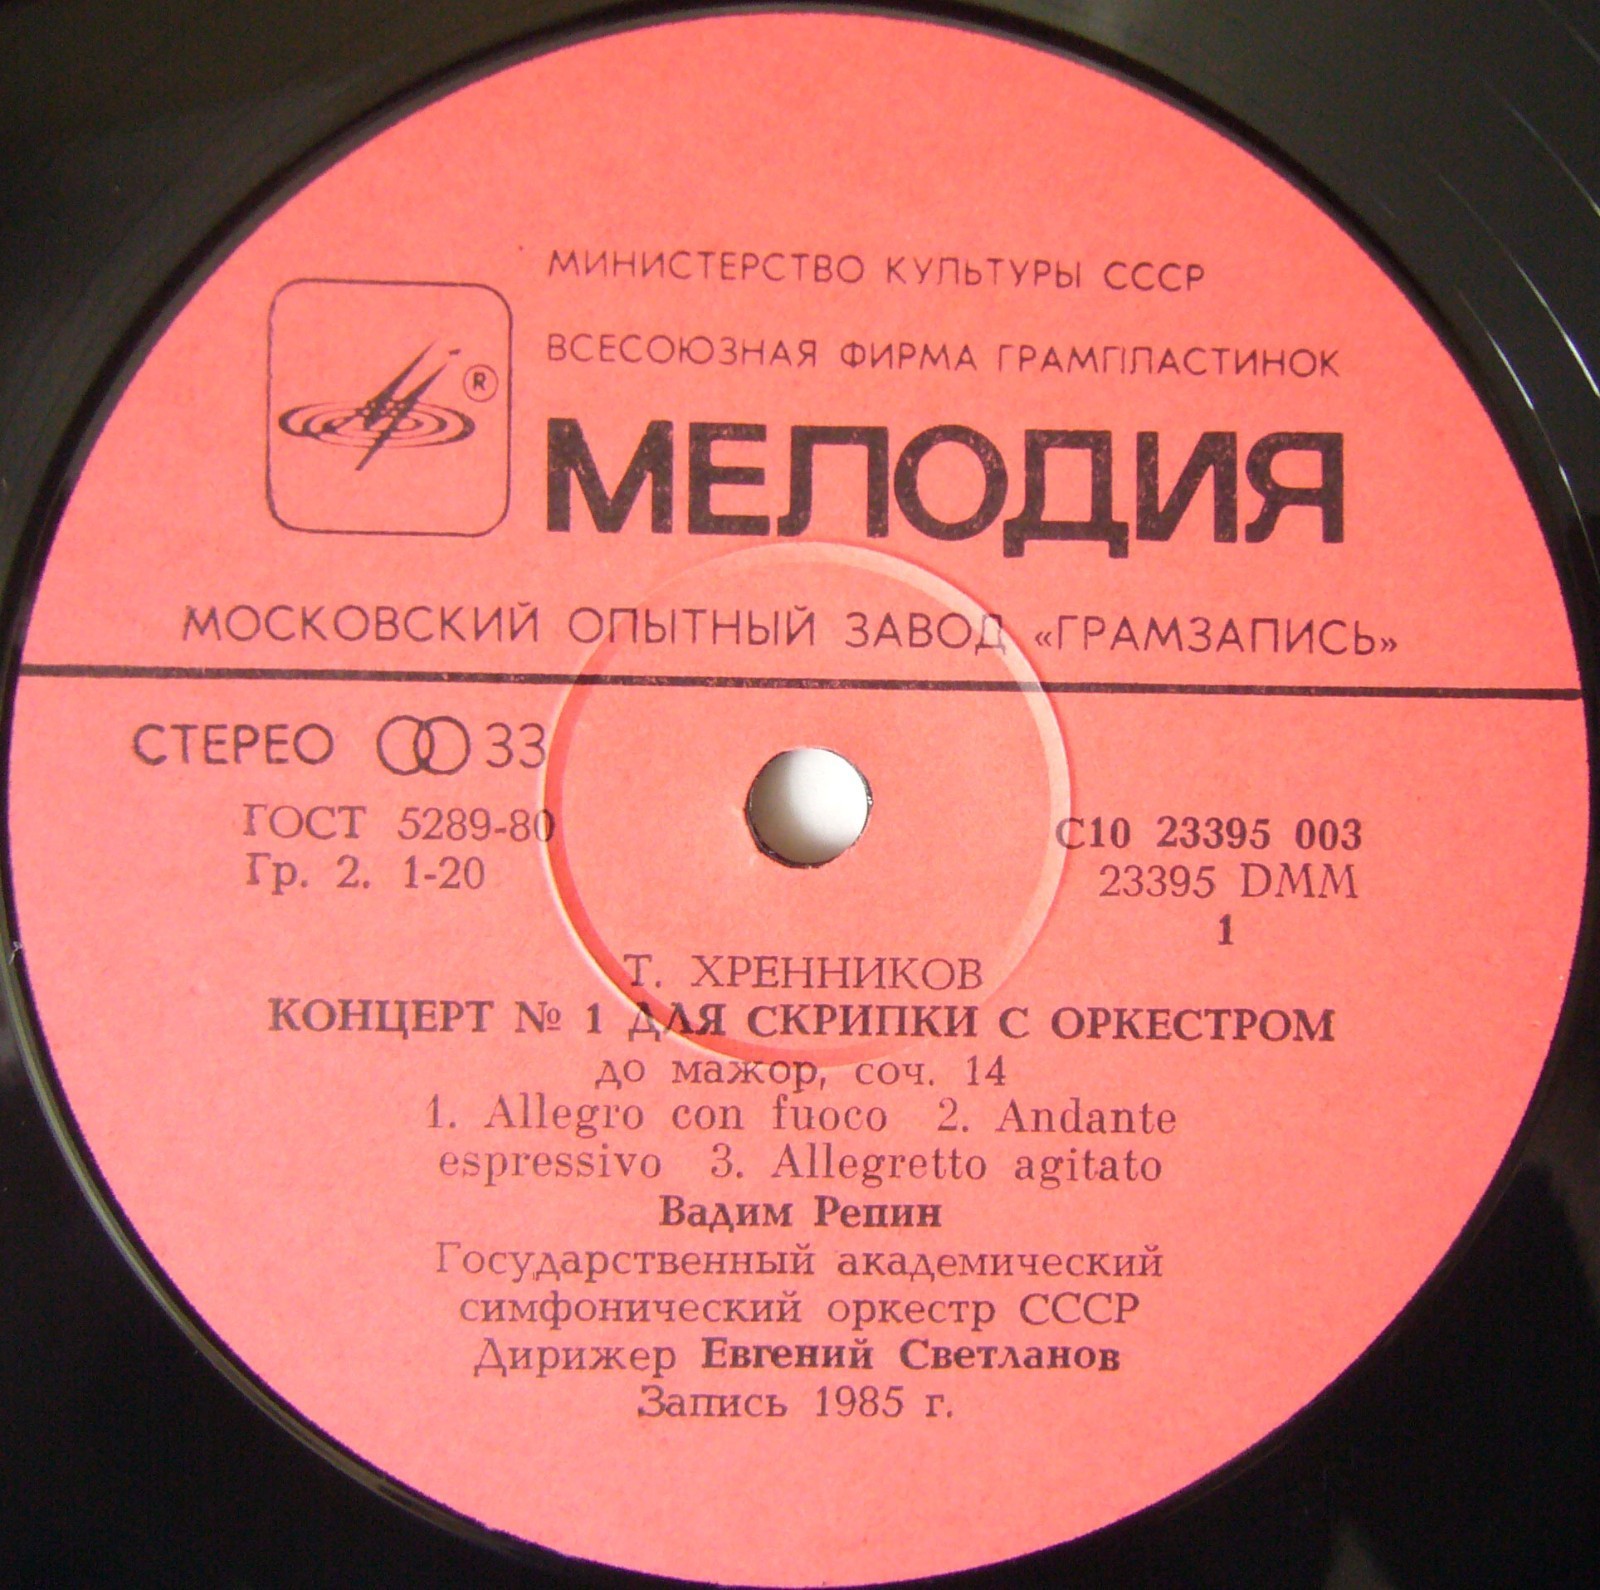 МИНИСТЕРСТВО КУЛЬТУРЫ СССР
ВСЕСОЮЗНАЯ ФИРМА ГРАМПЛАСТИНОК
®
МЕЛОДИЯ
МОСКОВСКИЙ ОПЫТНЫЙ ЗАВОД «ГРАМЗАПИСЬ»
СТЕРЕО 33
ГОСТ 5289-80
Гр. 2. 1-20
С10 23395 003
23395 DMM
1
Т. ХРЕННИКОВ
КОНЦЕРТ № 1 ДЛЯ СКРИПКИ С ОРКЕСТРОМ
до мажор, соч. 14
1. Allegro con fuoco 2. Andante
espressivo 3. Allegretto agitato
Вадим Репин
Государственный академический
симфонический оркестр СССР
Дирижер Евгений Светланов
Запись 1985 г.